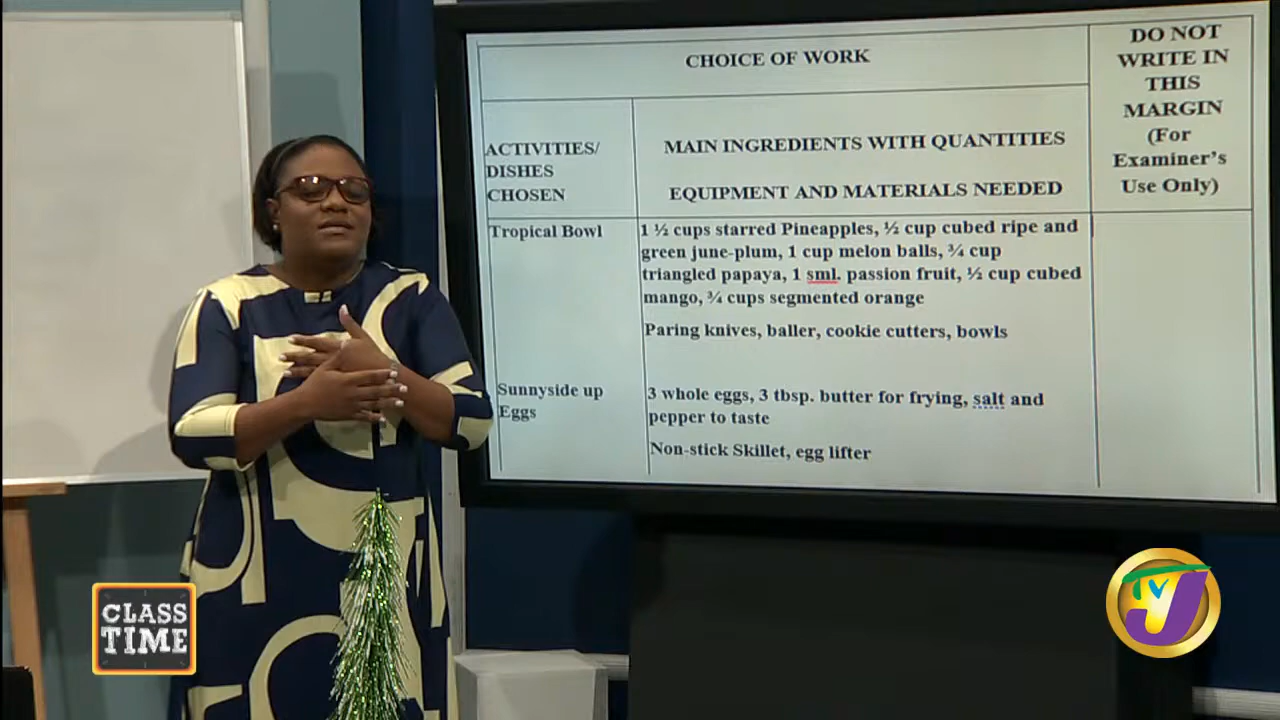 CHOICE OF WORK
DO NOT
WRITE IN
THIS
MARGIN
(For
Examiner's
Use Only)
ACTIVITIES/
DISHES
CHOSEN
MAIN INGREDIENTS WITH QUANTITIES
EQUIPMENT AND MATERIALS NEEDED
Tropical Bowl
1 ½ cups starred Pineapples, ½ cup cubed ripe and
green june-plum, 1 cup melon balls, ¾ cup
triangled papaya, 1 sml. passion fruit, ½ cup cubed
mango, ¾ cups segmented orange
Paring knives, baller, cookie cutters, bowls
Sunnyside up
Eggs
3 whole eggs, 3 tbsp. butter for frying, salt and
pepper to taste
Non-stick Skillet, egg lifter
CLASS
TIME
TVJ